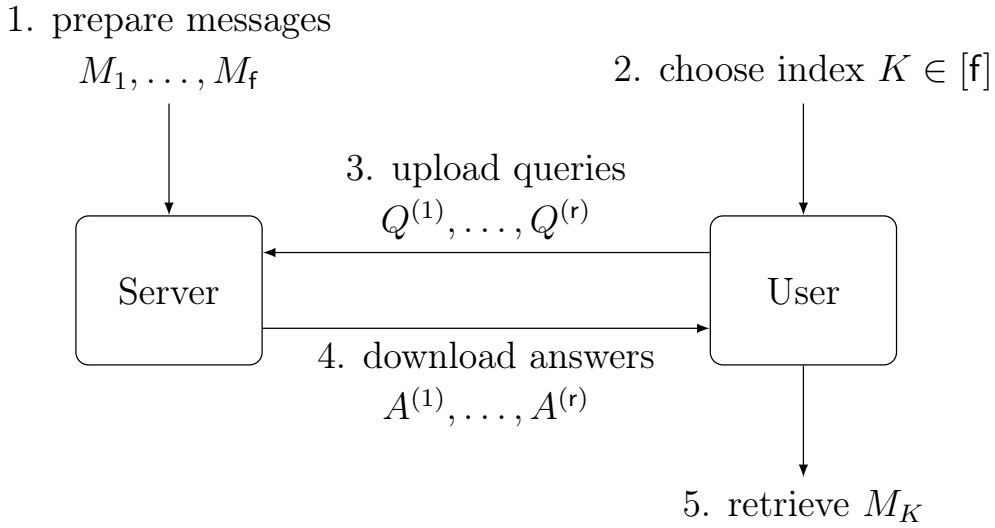 1. prepare messages
M₁, . . . , M_f
2. choose index K ∈ [f]
3. upload queries
Q⁽¹⁾, . . . , Q⁽ʳ⁾
Server
User
4. download answers
A⁽¹⁾, . . . , A⁽ʳ⁾
5. retrieve M_K